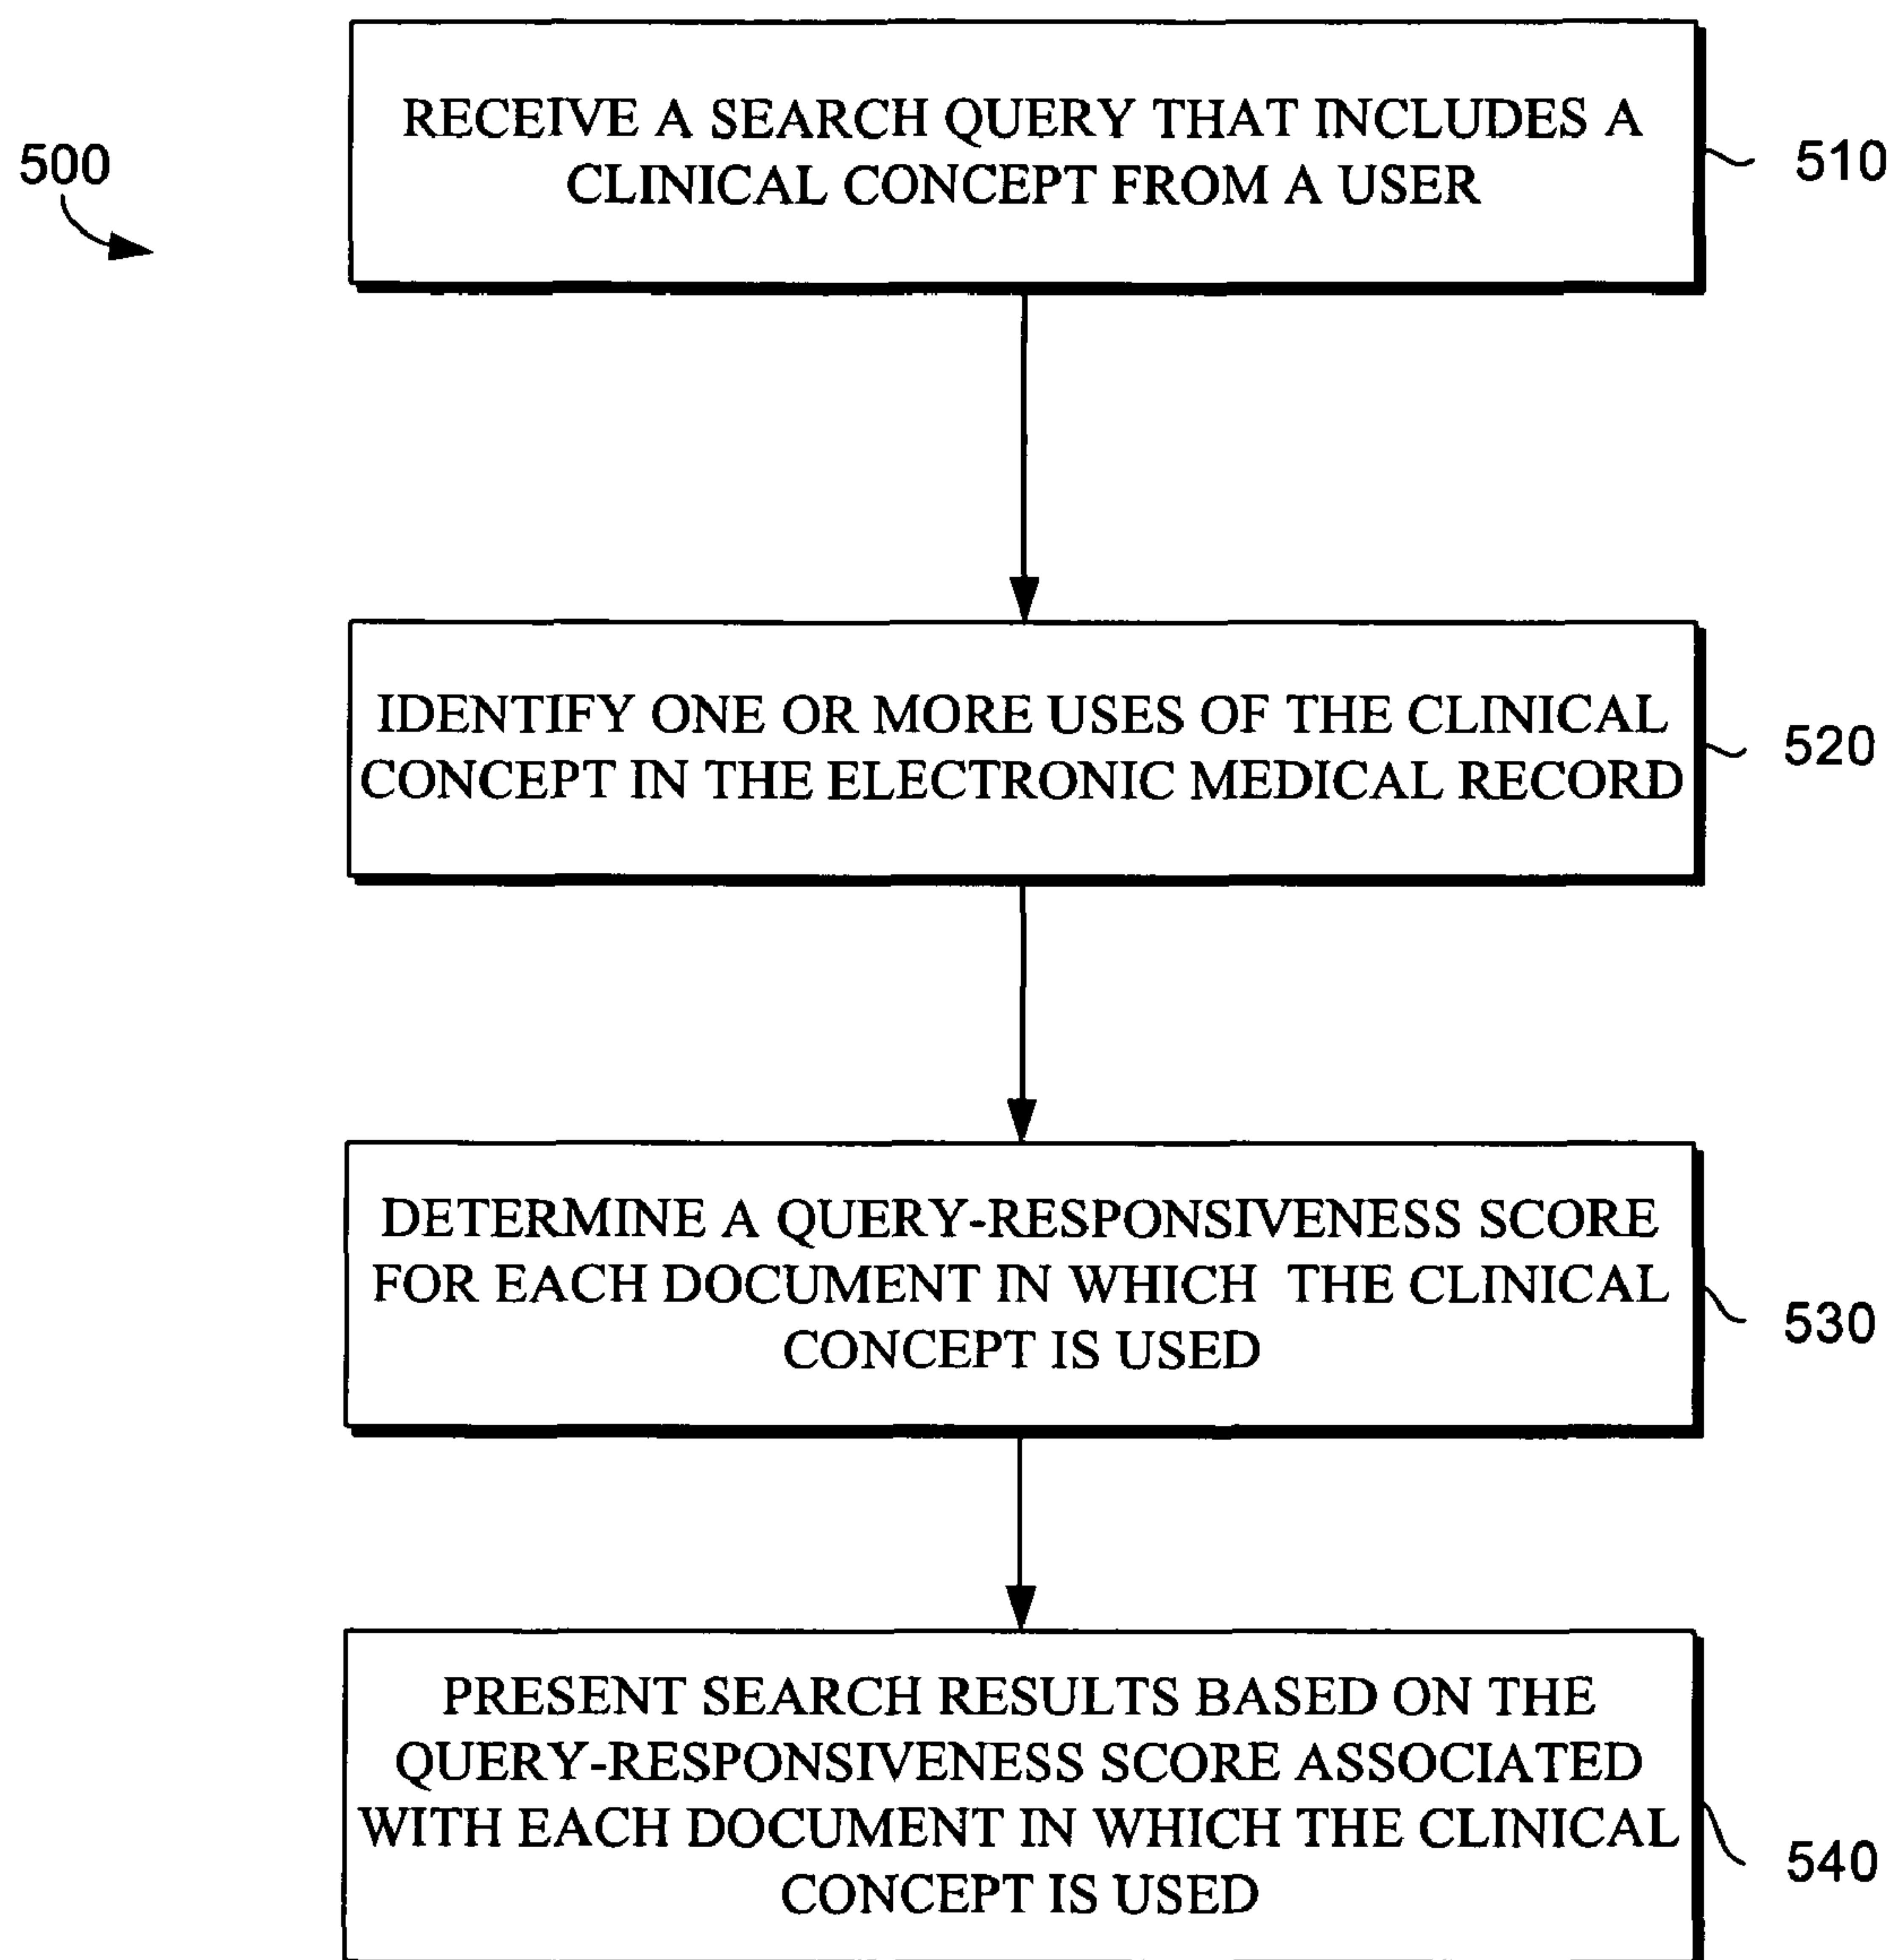 RECEIVE A SEARCH QUERY THAT INCLUDES A
CLINICAL CONCEPT FROM A USER
510
500
IDENTIFY ONE OR MORE USES OF THE CLINICAL
CONCEPT IN THE ELECTRONIC MEDICAL RECORD
520
DETERMINE A QUERY-RESPONSIVENESS SCORE
FOR EACH DOCUMENT IN WHICH THE CLINICAL
CONCEPT IS USED
530
PRESENT SEARCH RESULTS BASED ON THE
QUERY-RESPONSIVENESS SCORE ASSOCIATED
WITH EACH DOCUMENT IN WHICH THE CLINICAL
CONCEPT IS USED
540